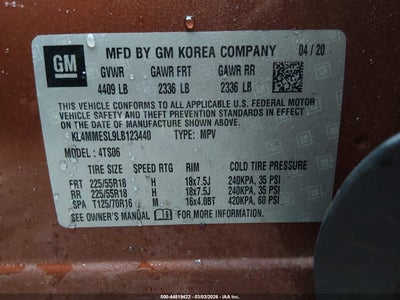 GM
MFD BY GM KOREA COMPANY 04 / 20
GVWR GAWR FRT GAWR RR
4409 LB 2336 LB 2336 LB
THIS VEHICLE CONFORMS TO ALL APPLICABLE U.S. FEDERAL MOTOR
VEHICLE SAFETY AND THEFT PREVENTION STANDARDS IN EFFECT
ON THE DATE OF MANUFACTURE SHOWN ABOVE.
KL4MMESL9LB123440 TYPE: MPV
MODEL : 4TS06
TIRE SIZE SPEED RTG RIM COLD TIRE PRESSURE
FRT 225/55R18 H 18x7.5J 240KPA, 35 PSI
RR 225/55R18 H 18x7.5J 240KPA, 35 PSI
SPA T125/70R16 M 16x4.0BT 420KPA, 60 PSI
SEE OWNER'S MANUAL FOR MORE INFORMATION.
000-44819422 - 03/03/2026 - IAAI.COM